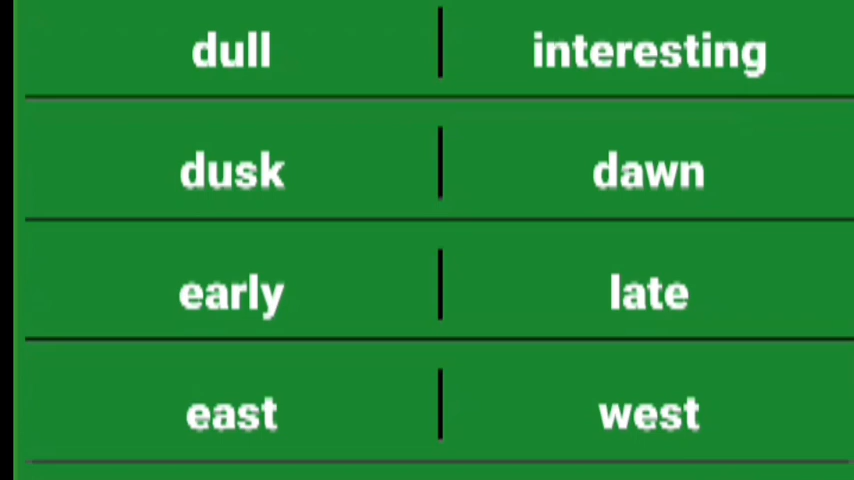 dull | interesting
dusk | dawn
early | late
east | west